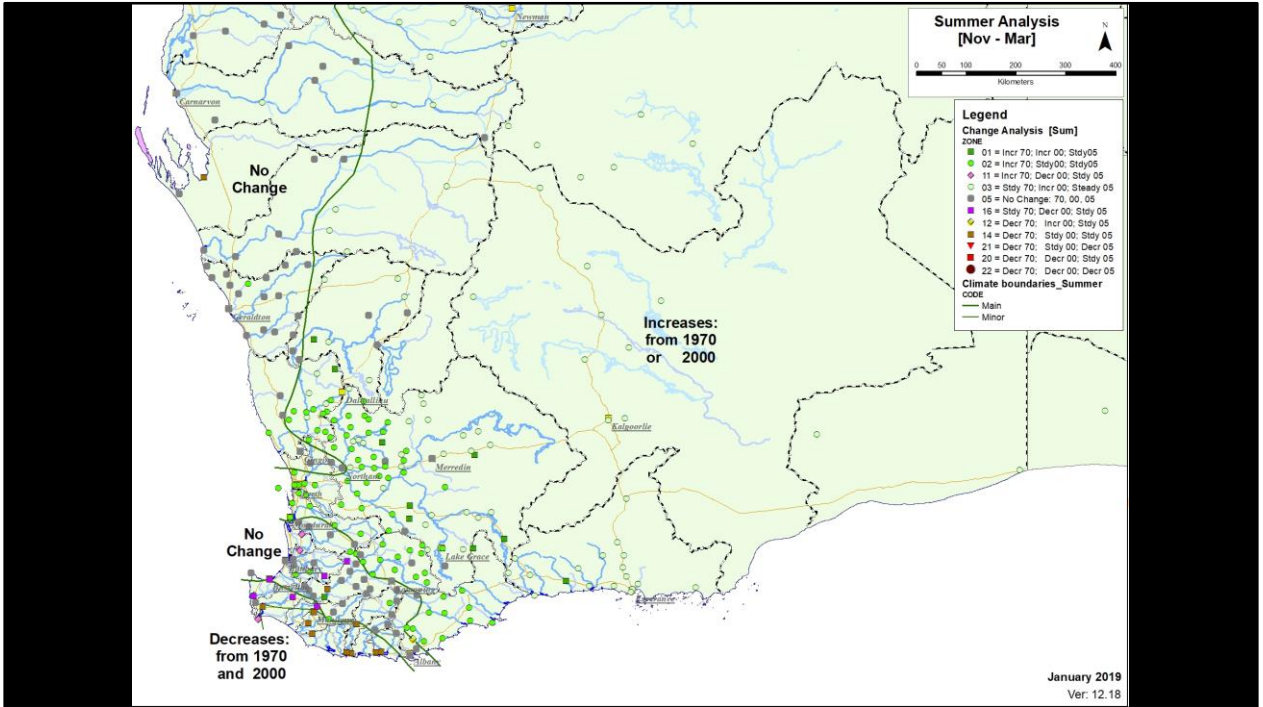 Summer Analysis
[Nov - Mar]
N
0 50 100 200 300 400
Kilometers
Legend
Change Analysis [Sum]
ZONE
01 = Incr 70; Incr 00; Stdy05
02 = Incr 70; Stdy00; Stdy05
11 = Incr 70; Decr 00; Stdy 05
03 = Stdy 70; Incr 00; Steady 05
05 = No Change: 70, 00, 05
16 = Stdy 70; Decr 00; Stdy 05
12 = Decr 70; Incr 00; Stdy 05
14 = Decr 70; Stdy 00; Stdy 05
21 = Decr 70; Stdy 00; Decr 05
20 = Decr 70; Decr 00; Stdy 05
22 = Decr 70; Decr 00; Decr 05
Climate boundaries_Summer
CODE
Main
Minor
Newman
Carnarvon
No
Change
Geraldton
Increases:
from 1970
or 2000
Dalwallinu
Kalgoorlie
Merredin
Northam
Perth
Mandurah
No
Change
Lake Grace
Esperance
Decreases:
from 1970
and 2000
Albany
January 2019
Ver: 12.18